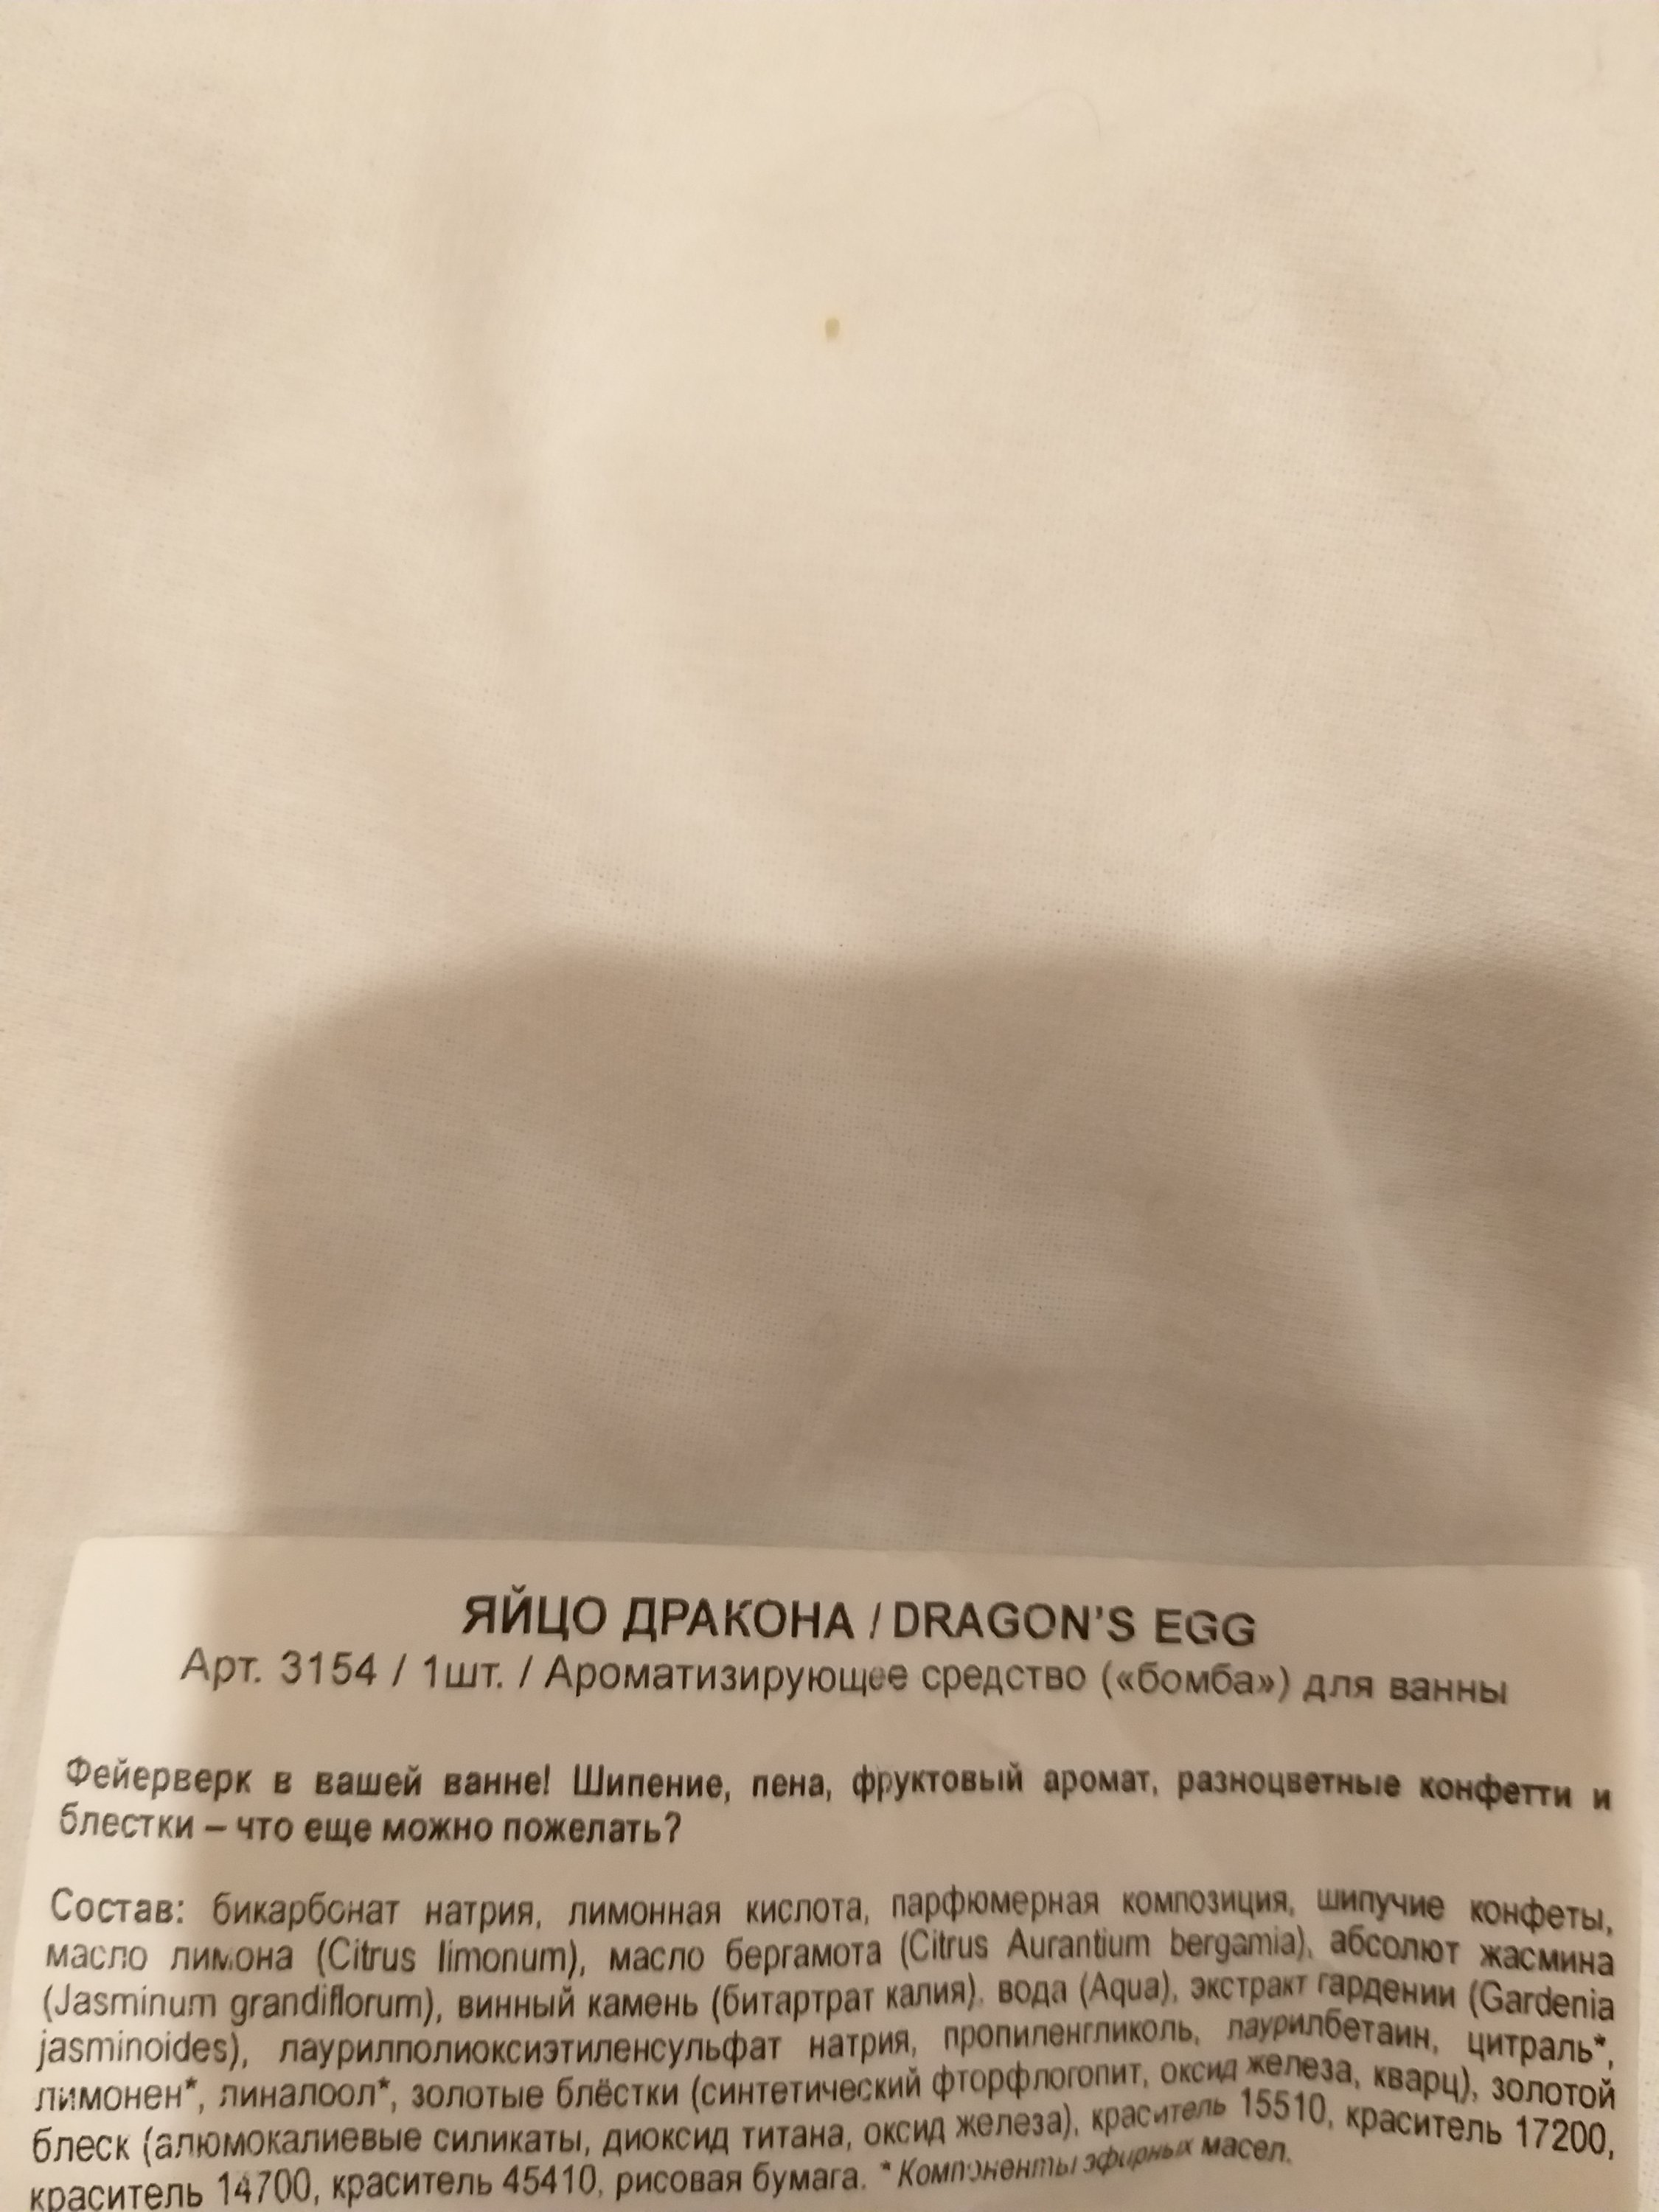 ЯЙЦО ДРАКОНА / DRAGON'S EGG
Арт. 3154 / 1шт. / Ароматизирующее средство («бомба») для ванны
Фейерверк в вашей ванне! Шипение, пена, фруктовый аромат, разноцветные конфетти и
блестки – что еще можно пожелать?
Состав: бикарбонат натрия, лимонная кислота, парфюмерная композиция, шипучие конфеты,
масло лимона (Citrus limonum), масло бергамота (Citrus Aurantium bergamia), абсолют жасмина
(Jasminum grandiflorum), винный камень (битартрат калия), вода (Aqua), экстракт гардении (Gardenia
jasminoides), лаурилполиоксиэтиленсульфат натрия, пропиленгликоль, лаурилбетаин, цитраль*,
лимонен*, линалоол*, золотые блёстки (синтетический фторфлогопит, оксид железа, кварц), золотой
блеск (алюмокалиевые силикаты, диоксид титана, оксид железа), краситель 15510, краситель 17200,
краситель 14700, краситель 45410, рисовая бумага. * Компоненты эфирных масел.